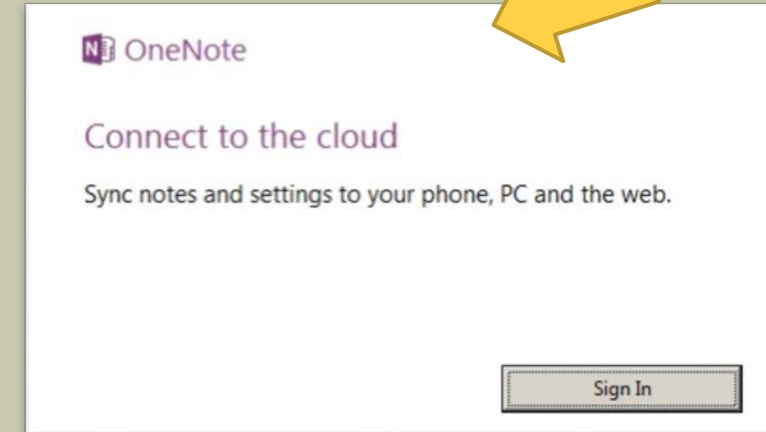 OneNote
Connect to the cloud
Sync notes and settings to your phone, PC and the web.
Sign In